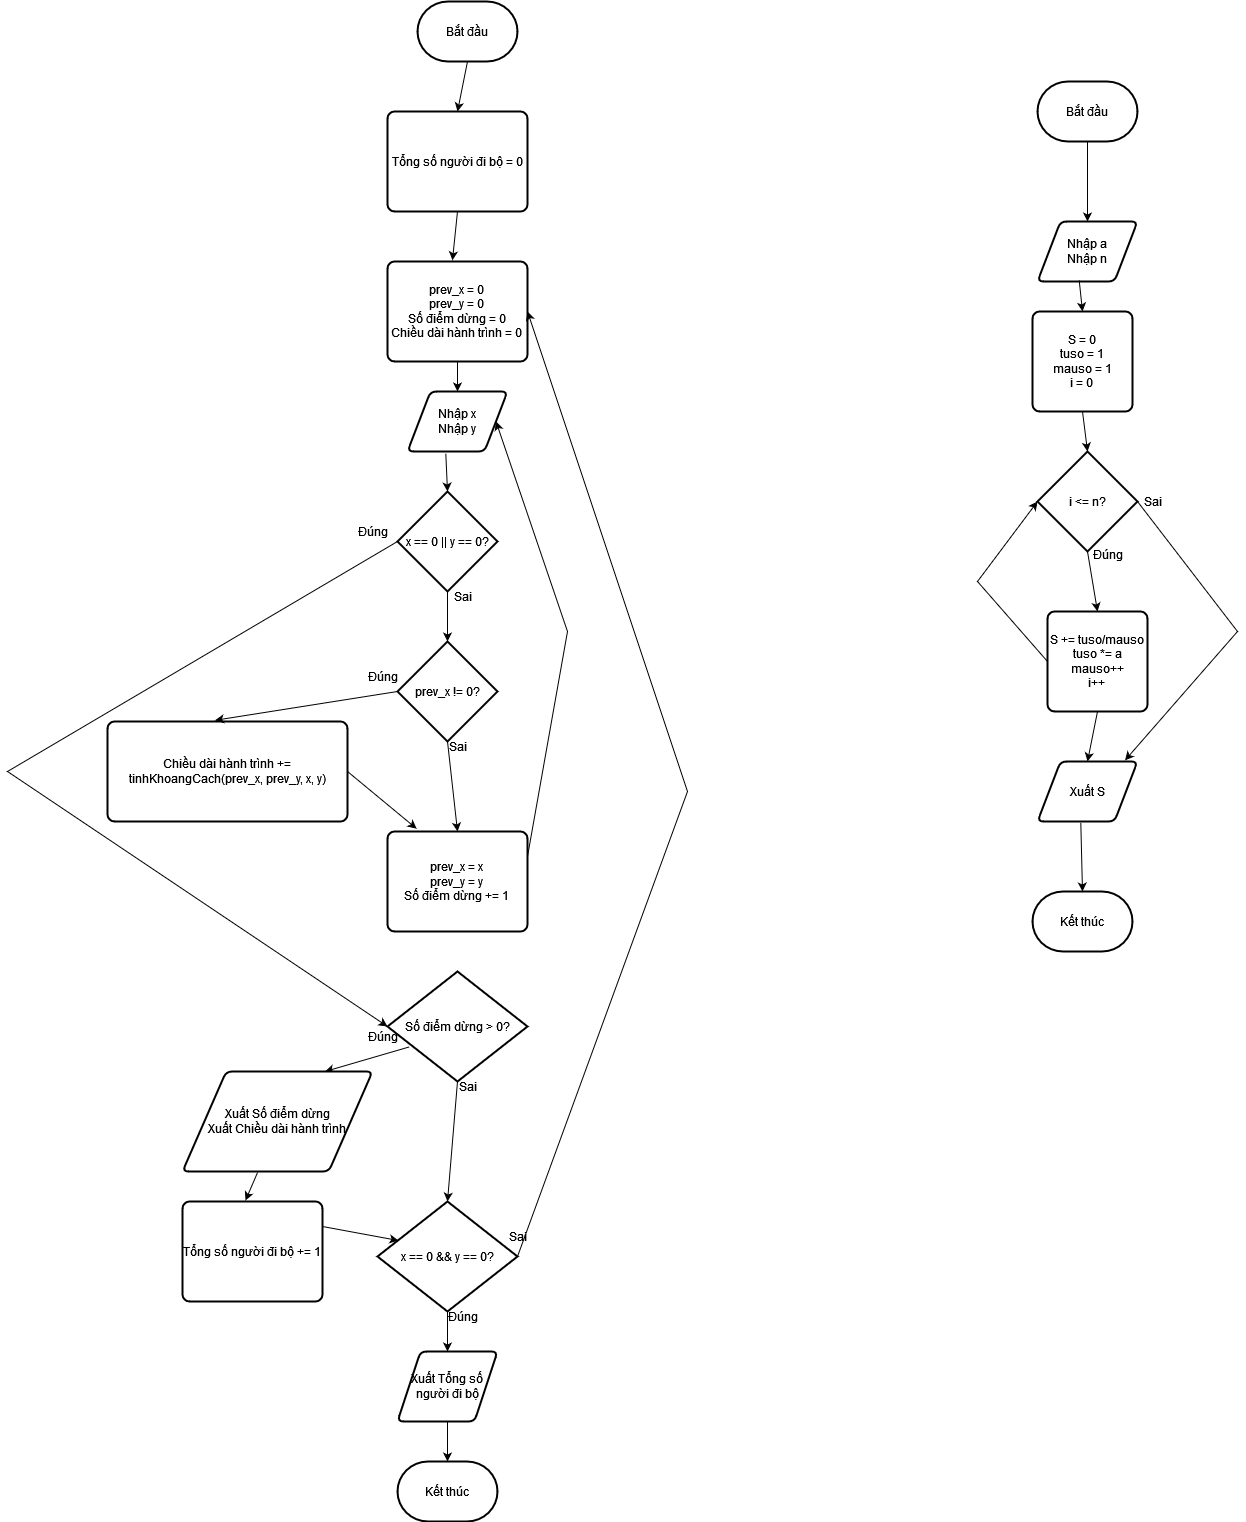 Bắt đầu
Tổng số người đi bộ = 0
prev_x = 0
prev_y = 0
Số điểm dừng = 0
Chiều dài hành trình = 0
Nhập x
Nhập y
Đúng
x == 0 || y == 0?
Sai
Đúng
prev_x != 0?
Sai
Chiều dài hành trình +=
tinhKhoangCach(prev_x, prev_y, x, y)
prev_x = x
prev_y = y
Số điểm dừng += 1
Số điểm dừng > 0?
Đúng
Sai
Xuất Số điểm dừng
Xuất Chiều dài hành trình
Tổng số người đi bộ += 1
Sai
x == 0 && y == 0?
Đúng
Xuất Tổng số
người đi bộ
Kết thúc
Bắt đầu
Nhập a
Nhập n
S = 0
tuso = 1
mauso = 1
i = 0
i <= n?
Sai
Đúng
S += tuso/mauso
tuso *= a
mauso++
i++
Xuất S
Kết thúc